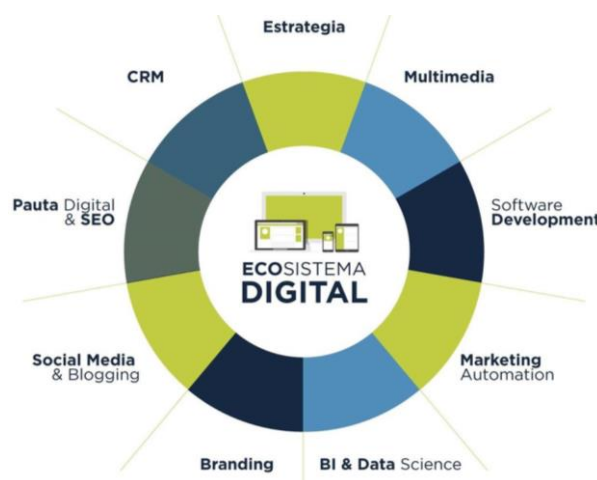 Estrategia
Multimedia
Software
Development
Marketing
Automation
BI & Data Science
Branding
Social Media
& Blogging
Pauta Digital
& SEO
CRM
ECOSISTEMA
DIGITAL